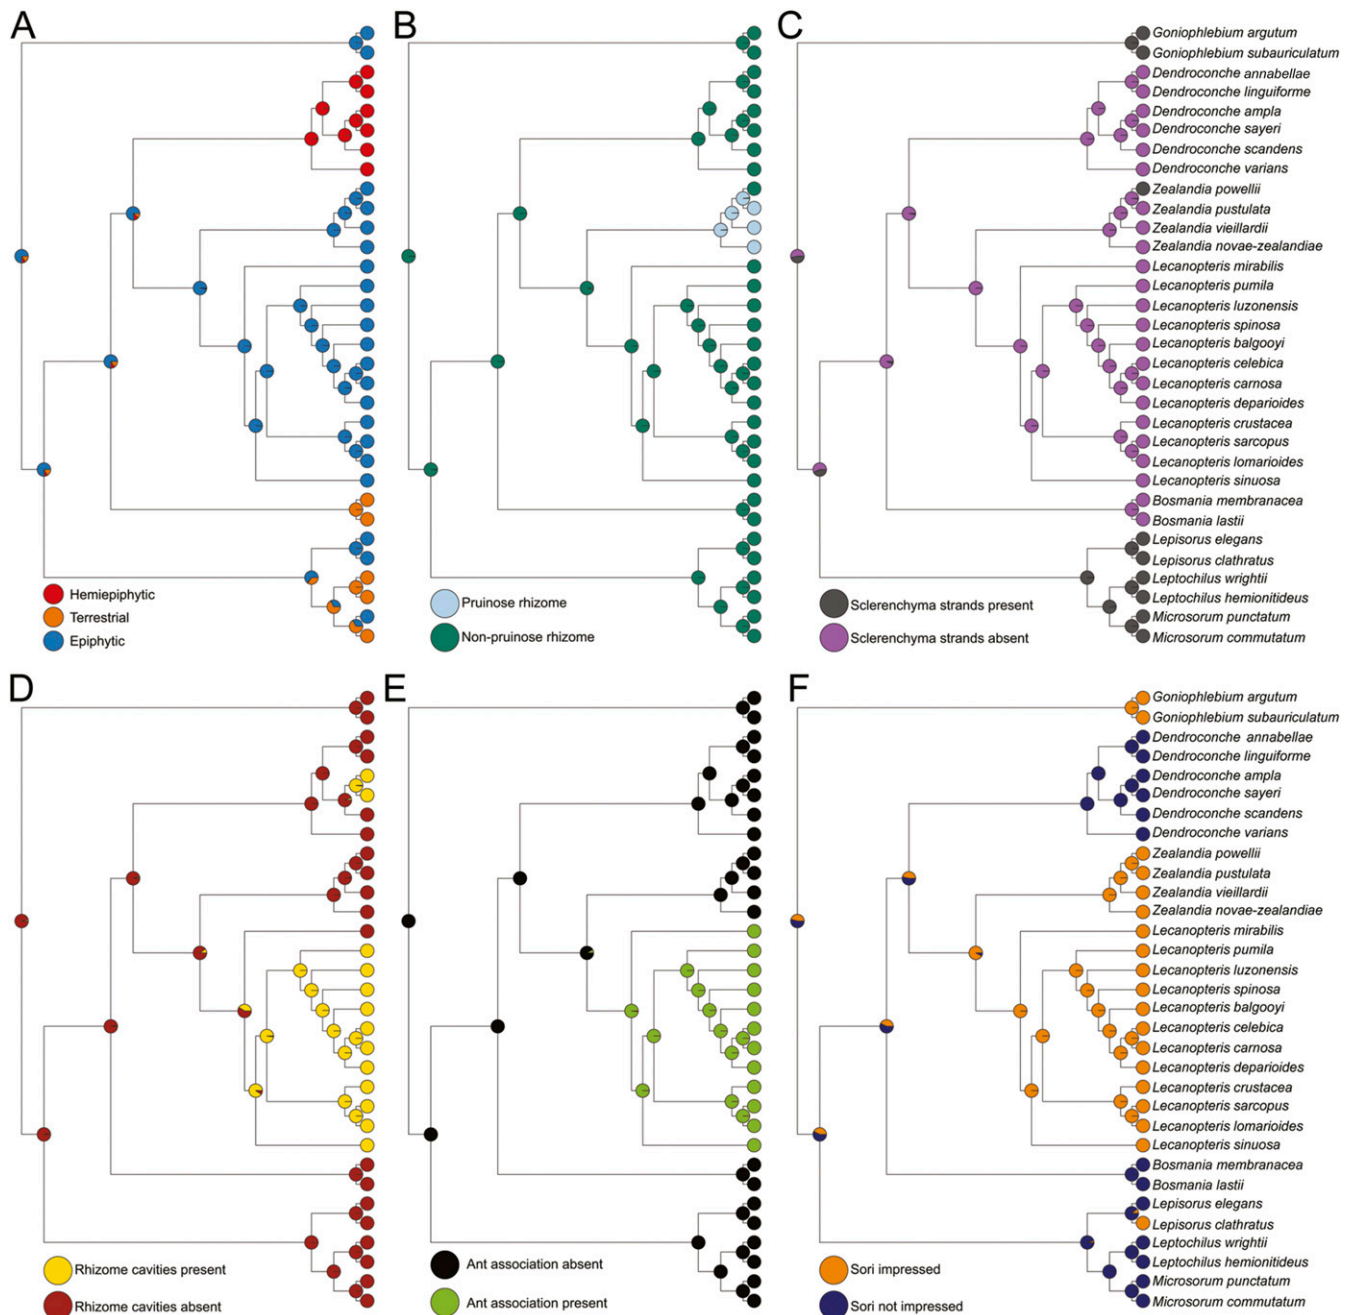 A
B
C
Goniophlebium argutum
Goniophlebium subauriculatum
Dendroconche annabellae
Dendroconche linguiforme
Dendroconche ampla
Dendroconche sayeri
Dendroconche scandens
Dendroconche varians
Zealandia powellii
Zealandia pustulata
Zealandia vieillardii
Zealandia novae-zealandiae
Lecanopteris mirabilis
Lecanopteris pumila
Lecanopteris luzonensis
Lecanopteris spinosa
Lecanopteris balgooyi
Lecanopteris celebica
Lecanopteris carnosa
Lecanopteris deparioides
Lecanopteris crustacea
Lecanopteris sarcopus
Lecanopteris lomarioides
Lecanopteris sinuosa
Bosmania membranacea
Bosmania lastii
Lepisorus elegans
Lepisorus clathratus
Leptochilus wrightii
Leptochilus hemionitideus
Microsorum punctatum
Microsorum commutatum
Hemiepiphytic
Terrestrial
Epiphytic
Pruinose rhizome
Non-pruinose rhizome
Sclerenchyma strands present
Sclerenchyma strands absent
D
E
F
Goniophlebium argutum
Goniophlebium subauriculatum
Dendroconche annabellae
Dendroconche linguiforme
Dendroconche ampla
Dendroconche sayeri
Dendroconche scandens
Dendroconche varians
Zealandia powellii
Zealandia pustulata
Zealandia vieillardii
Zealandia novae-zealandiae
Lecanopteris mirabilis
Lecanopteris pumila
Lecanopteris luzonensis
Lecanopteris spinosa
Lecanopteris balgooyi
Lecanopteris celebica
Lecanopteris carnosa
Lecanopteris deparioides
Lecanopteris crustacea
Lecanopteris sarcopus
Lecanopteris lomarioides
Lecanopteris sinuosa
Bosmania membranacea
Bosmania lastii
Lepisorus elegans
Lepisorus clathratus
Leptochilus wrightii
Leptochilus hemionitideus
Microsorum punctatum
Microsorum commutatum
Rhizome cavities present
Rhizome cavities absent
Ant association absent
Ant association present
Sori impressed
Sori not impressed